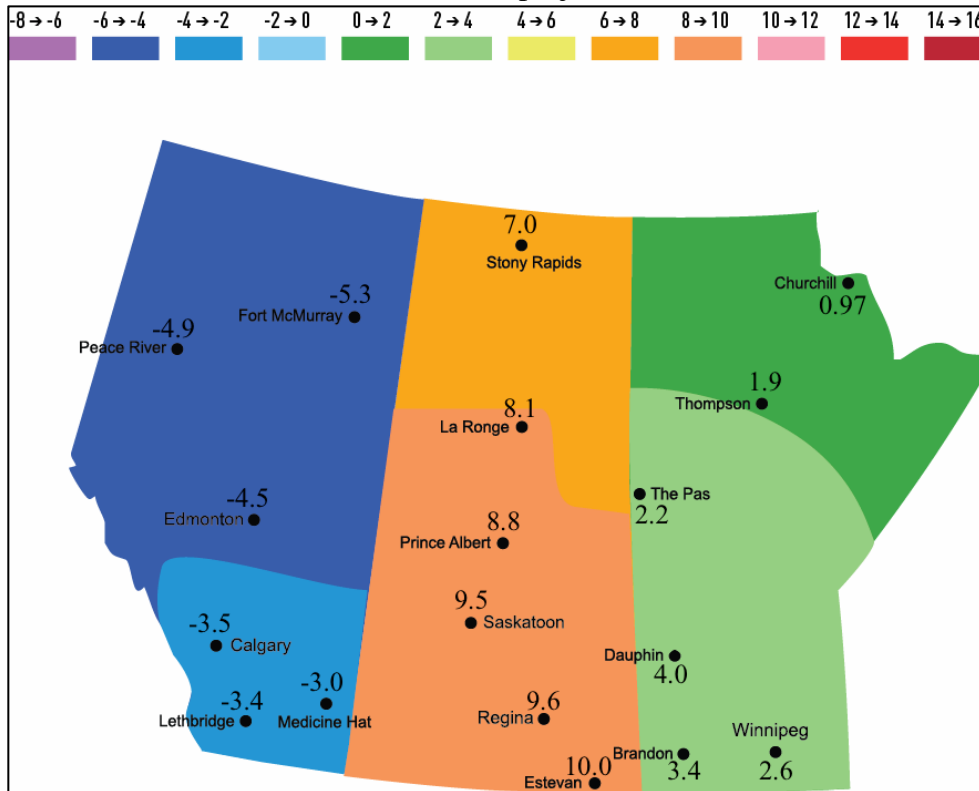 -8 → -6 -6 → -4 -4 → -2 -2 → 0 0 → 2 2 → 4 4 → 6 6 → 8 8 → 10 10 → 12 12 → 14 14 → 16
7.0
Stony Rapids
Churchill
0.97
-5.3
Fort McMurray
-4.9
Peace River
1.9
Thompson
8.1
La Ronge
The Pas
2.2
-4.5
Edmonton
8.8
Prince Albert
9.5
Saskatoon
-3.5
Calgary
Dauphin
4.0
-3.0
Medicine Hat
-3.4
Lethbridge
9.6
Regina
Winnipeg
2.6
Brandon
3.4
10.0
Estevan